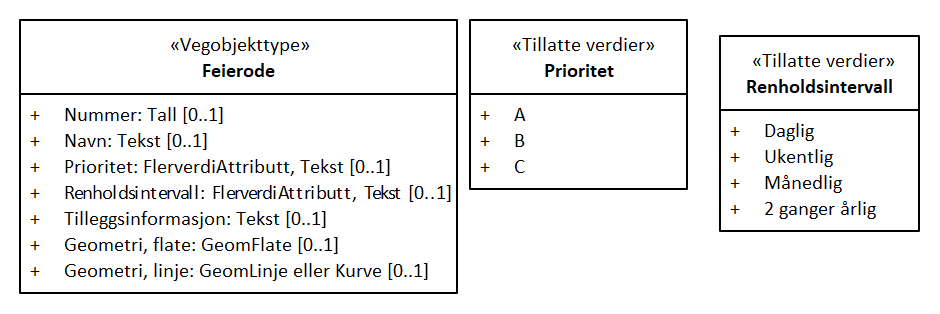 «Vegobjekttype»
Feierode
+ Nummer: Tall [0..1]
+ Navn: Tekst [0..1]
+ Prioritet: FlerverdiAttributt, Tekst [0..1]
+ Renholdsintervall: FlerverdiAttributt, Tekst [0..1]
+ Tilleggsinformasjon: Tekst [0..1]
+ Geometri, flate: GeomFlate [0..1]
+ Geometri, linje: GeomLinje eller Kurve [0..1]
«Tillatte verdier»
Prioritet
+ A
+ B
+ C
«Tillatte verdier»
Renholdsintervall
+ Daglig
+ Ukentlig
+ Månedlig
+ 2 ganger årlig